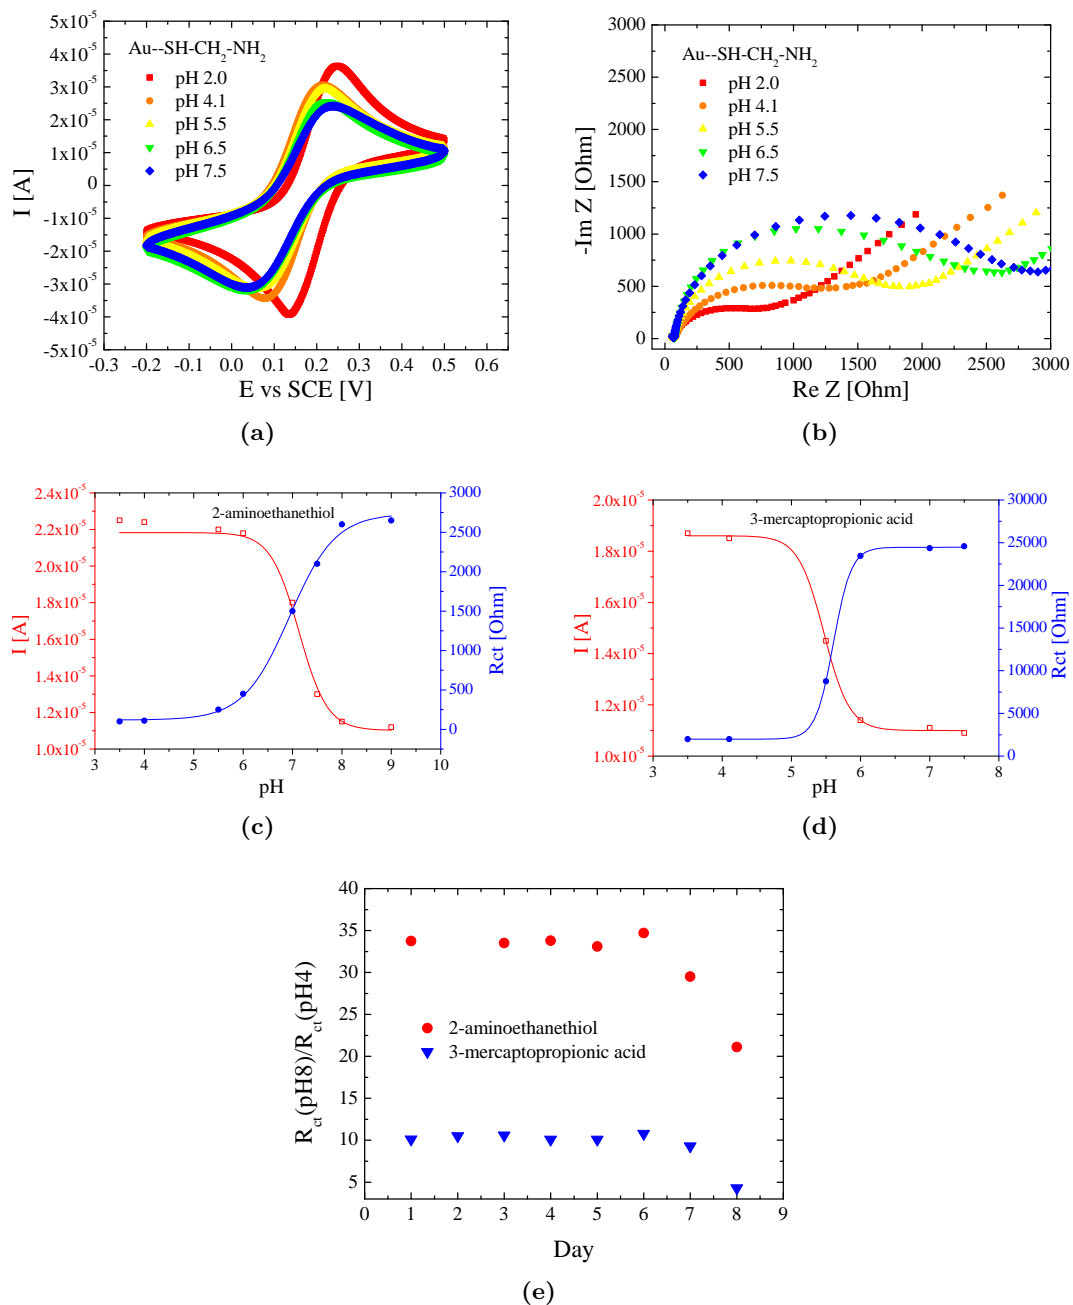 Au--SH-CH₂-NH₂
pH 2.0
pH 4.1
pH 5.5
pH 6.5
pH 7.5
4x10⁻⁵
3x10⁻⁵
2x10⁻⁵
1x10⁻⁵
0
-1x10⁻⁵
-2x10⁻⁵
-3x10⁻⁵
-4x10⁻⁵
-5x10⁻⁵
I [A]
-0.3 -0.2 -0.1 0.0 0.1 0.2 0.3 0.4 0.5 0.6
E vs SCE [V]
(a)
Au--SH-CH₂-NH₂
pH 2.0
pH 4.1
pH 5.5
pH 6.5
pH 7.5
3000
2500
2000
1500
1000
500
0
-Im Z [Ohm]
0 500 1000 1500 2000 2500 3000
Re Z [Ohm]
(b)
2-aminoethanethiol
2.4x10⁻⁵
2.2x10⁻⁵
2.0x10⁻⁵
1.8x10⁻⁵
1.6x10⁻⁵
1.4x10⁻⁵
1.2x10⁻⁵
1.0x10⁻⁵
I [A]
3000
2500
2000
1500
1000
500
0
Rct [Ohm]
3 4 5 6 7 8 9 10
pH
(c)
3-mercaptopropionic acid
2.0x10⁻⁵
1.8x10⁻⁵
1.6x10⁻⁵
1.4x10⁻⁵
1.2x10⁻⁵
1.0x10⁻⁵
I [A]
30000
25000
20000
15000
10000
5000
0
Rct [Ohm]
3 4 5 6 7 8
pH
(d)
40
35
30
25
20
15
10
5
R_ct(pH8)/R_ct(pH4)
2-aminoethanethiol
3-mercaptopropionic acid
0 1 2 3 4 5 6 7 8 9
Day
(e)